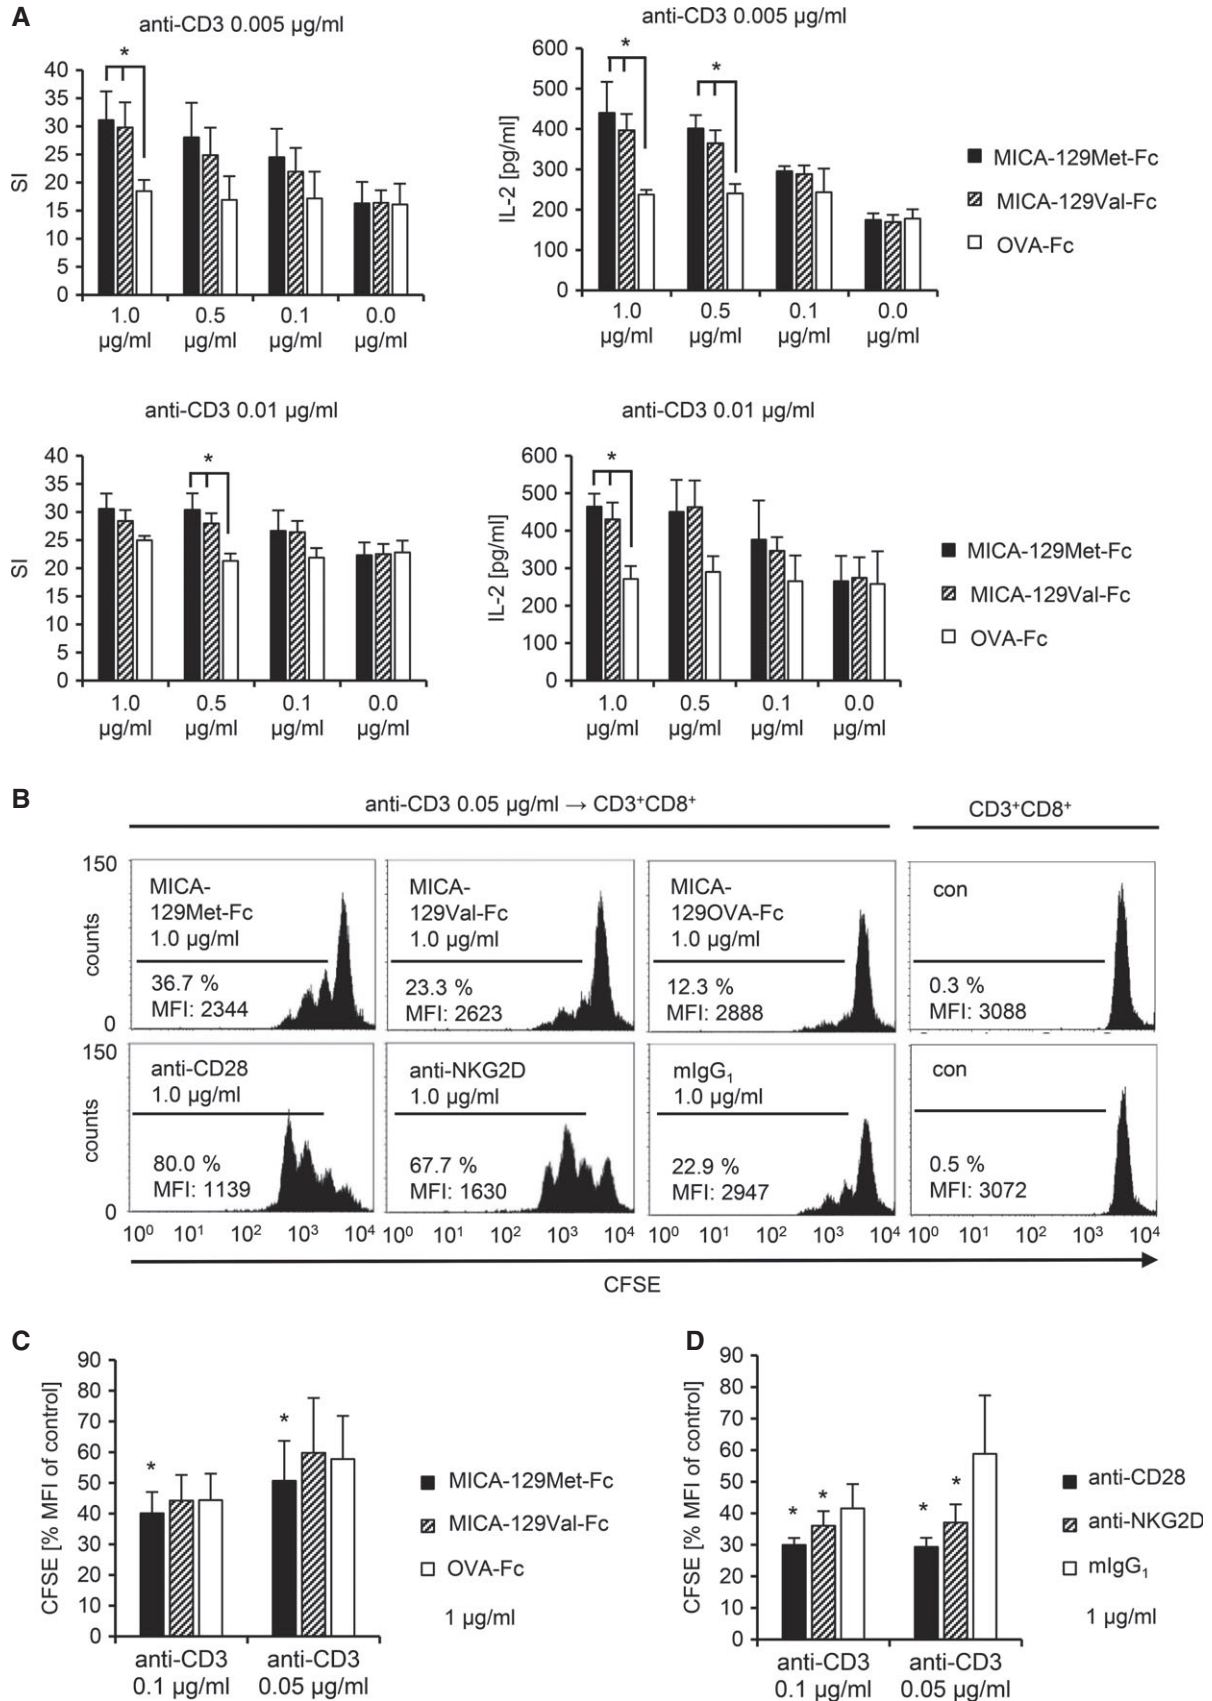 A
anti-CD3 0.005 µg/ml
SI
40
35
30
25
20
15
10
5
0
*
1.0
µg/ml
0.5
µg/ml
0.1
µg/ml
0.0
µg/ml
anti-CD3 0.005 µg/ml
IL-2 [pg/ml]
600
500
400
300
200
100
0
*
*
1.0
µg/ml
0.5
µg/ml
0.1
µg/ml
0.0
µg/ml
MICA-129Met-Fc
MICA-129Val-Fc
OVA-Fc
anti-CD3 0.01 µg/ml
SI
40
35
30
25
20
15
10
5
0
*
1.0
µg/ml
0.5
µg/ml
0.1
µg/ml
0.0
µg/ml
anti-CD3 0.01 µg/ml
IL-2 [pg/ml]
600
500
400
300
200
100
0
*
1.0
µg/ml
0.5
µg/ml
0.1
µg/ml
0.0
µg/ml
MICA-129Met-Fc
MICA-129Val-Fc
OVA-Fc
B
anti-CD3 0.05 µg/ml → CD3⁺CD8⁺
CD3⁺CD8⁺
150
counts
0
MICA-
129Met-Fc
1.0 µg/ml
36.7 %
MFI: 2344
MICA-
129Val-Fc
1.0 µg/ml
23.3 %
MFI: 2623
MICA-
129OVA-Fc
1.0 µg/ml
12.3 %
MFI: 2888
con
0.3 %
MFI: 3088
150
counts
0
anti-CD28
1.0 µg/ml
80.0 %
MFI: 1139
anti-NKG2D
1.0 µg/ml
67.7 %
MFI: 1630
mIgG₁
1.0 µg/ml
22.9 %
MFI: 2947
con
0.5 %
MFI: 3072
10⁰ 10¹ 10² 10³ 10⁴
10⁰ 10¹ 10² 10³ 10⁴
10⁰ 10¹ 10² 10³ 10⁴
10⁰ 10¹ 10² 10³ 10⁴
CFSE
C
CFSE [% MFI of control]
90
80
70
60
50
40
30
20
10
0
*
*
anti-CD3
0.1 µg/ml
anti-CD3
0.05 µg/ml
MICA-129Met-Fc
MICA-129Val-Fc
OVA-Fc
1 µg/ml
D
CFSE [% MFI of control]
90
80
70
60
50
40
30
20
10
0
* *
* *
anti-CD3
0.1 µg/ml
anti-CD3
0.05 µg/ml
anti-CD28
anti-NKG2D
mIgG₁
1 µg/ml